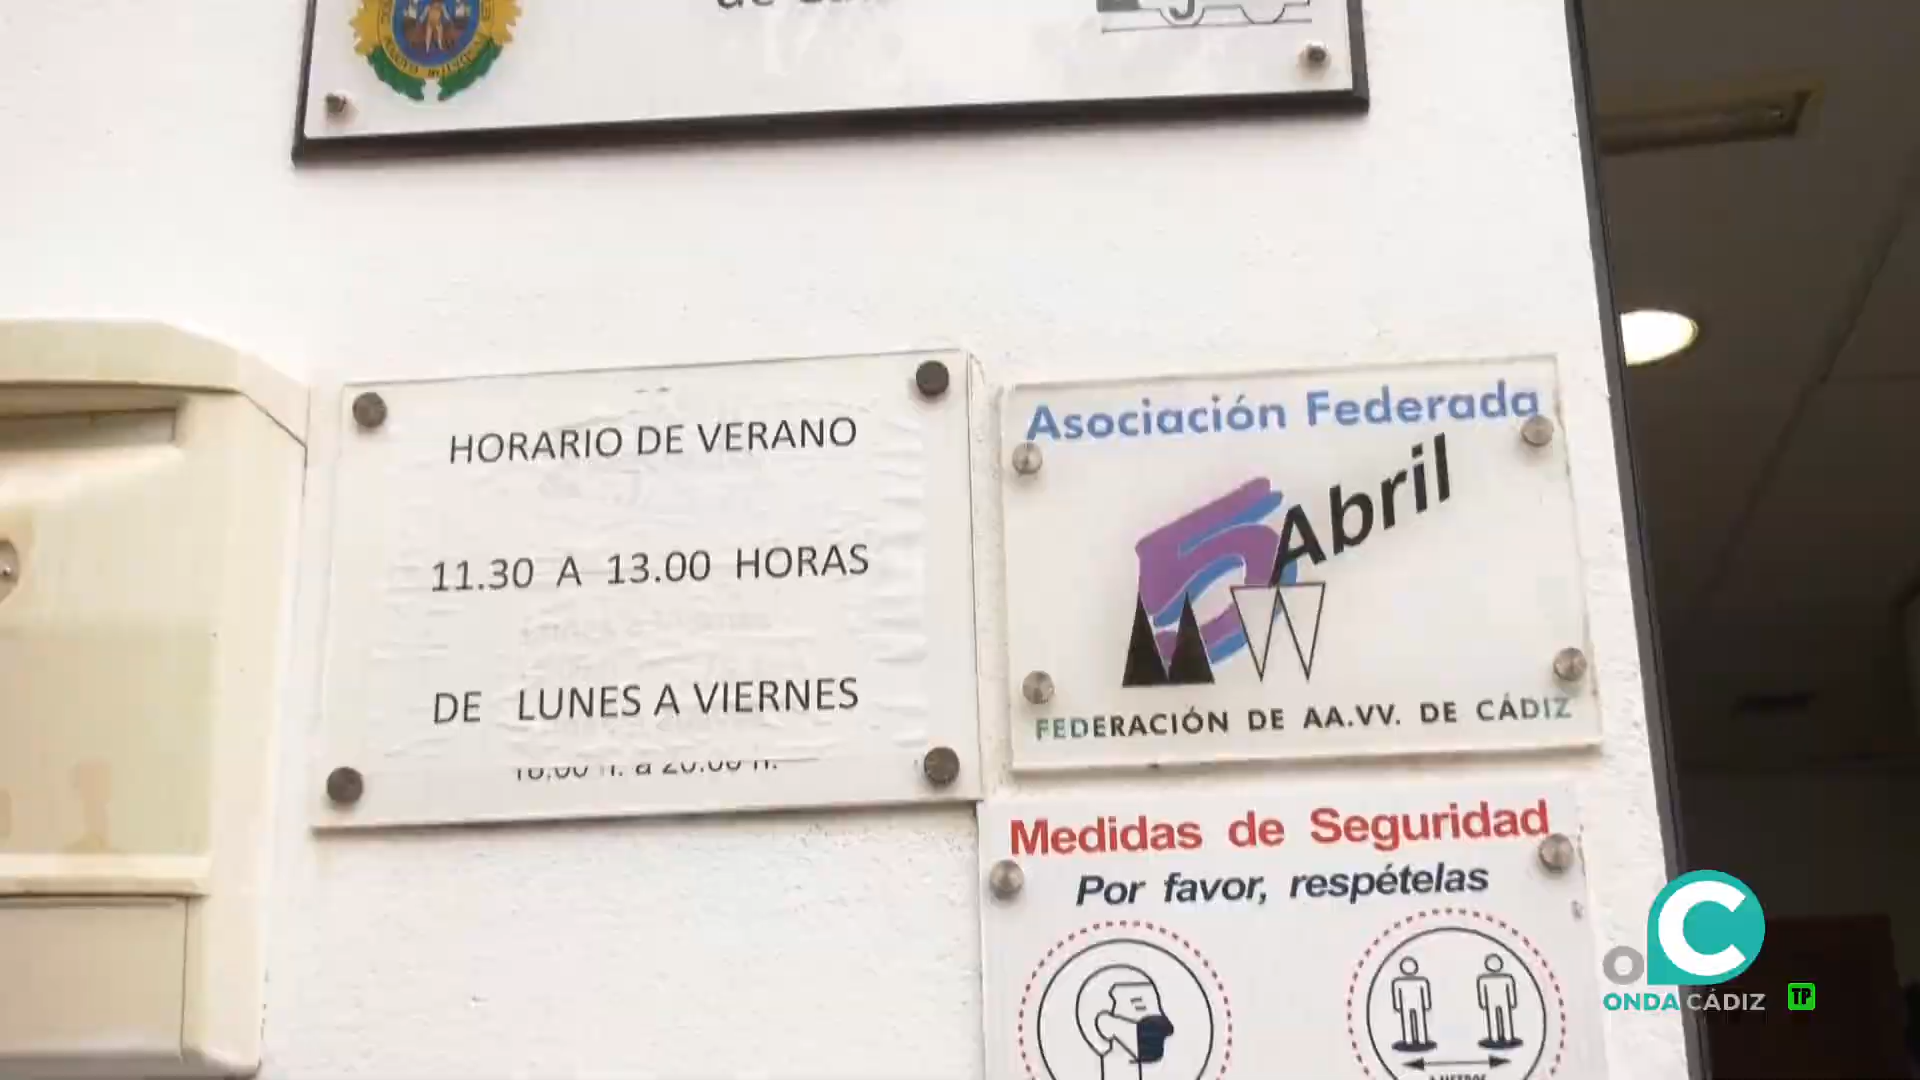 HORARIO DE VERANO
11.30 A 13.00 HORAS
DE LUNES A VIERNES
Asociación Federada
5 Abril
FEDERACIÓN DE AA.VV. DE CÁDIZ
Medidas de Seguridad
Por favor, respételas
ONDA CÁDIZ
TP